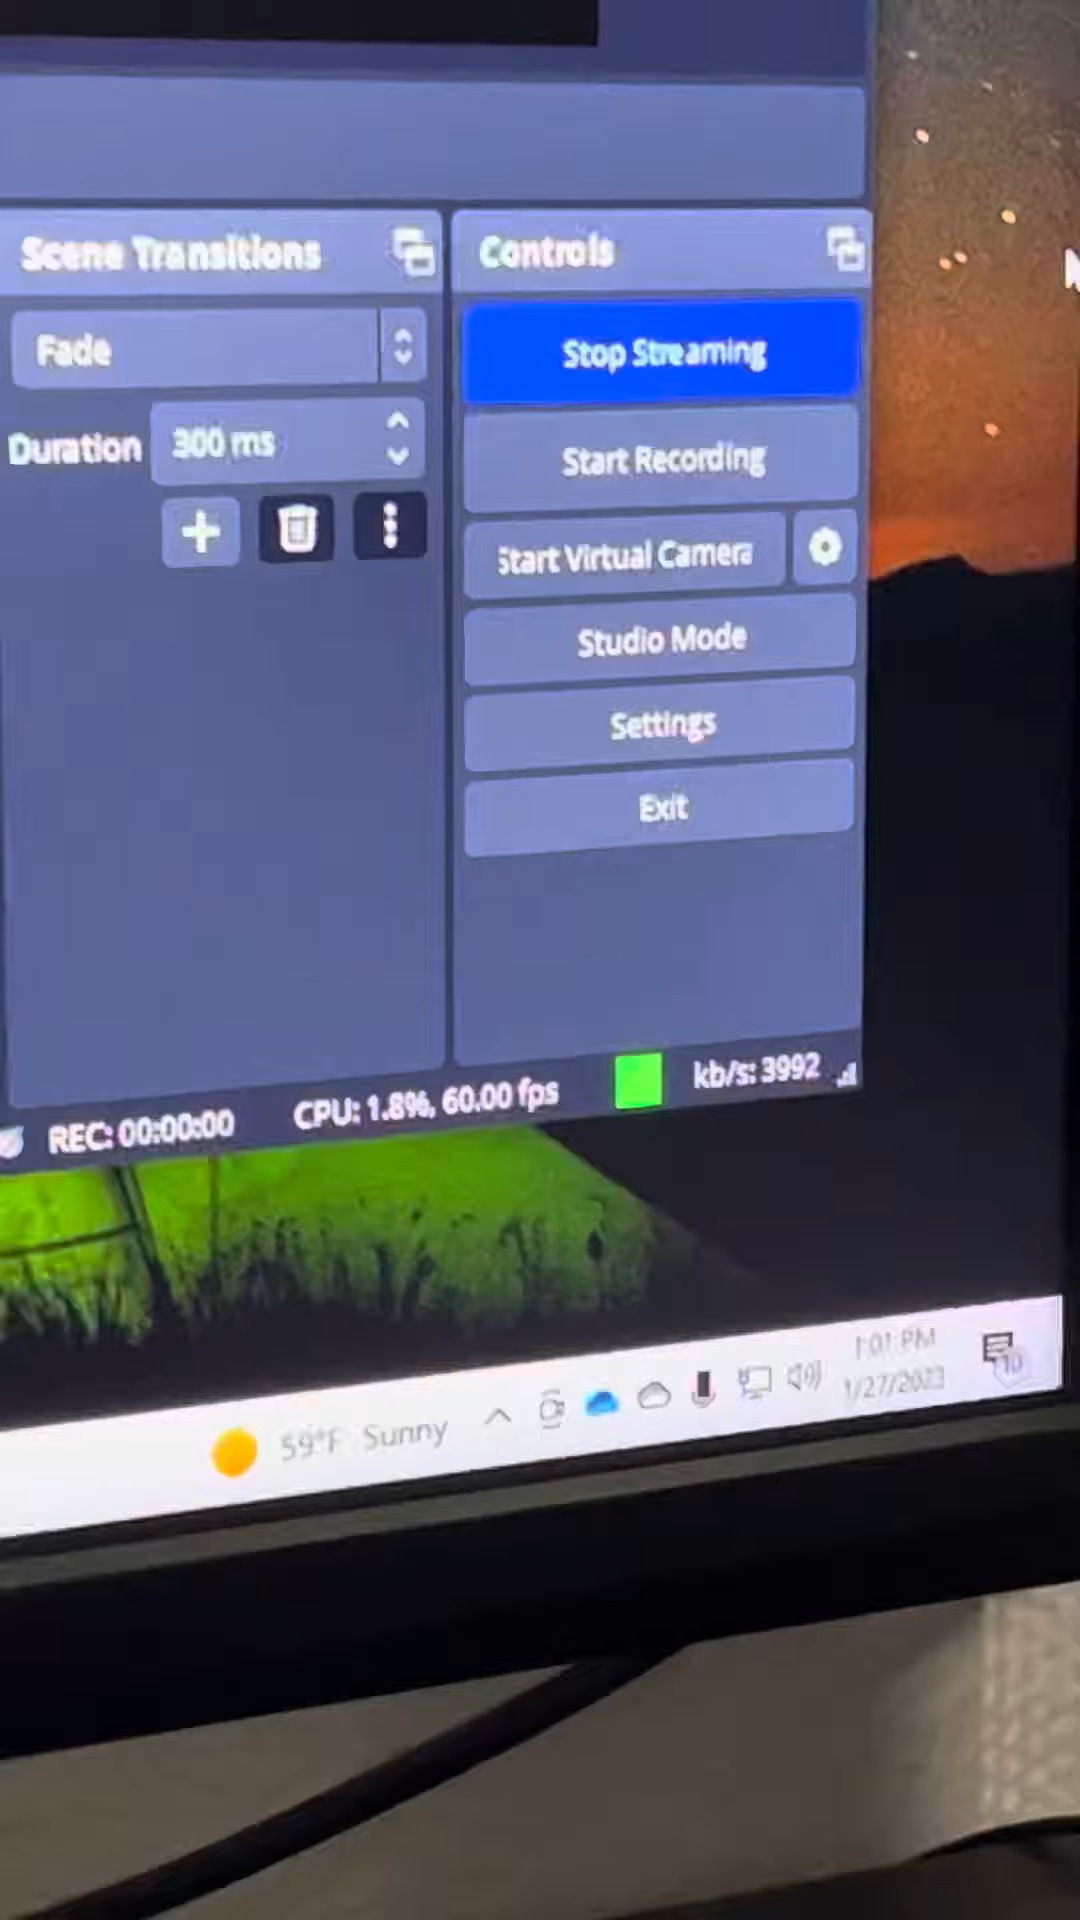 Scene Transitions
Controls
Fade
Stop Streaming
Duration 300 ms
Start Recording
Start Virtual Camera
Studio Mode
Settings
Exit
REC: 00:00:00 CPU: 1.8%, 60.00 fps kb/s: 3992
59°F Sunny
1:01 PM
1/27/2023
10